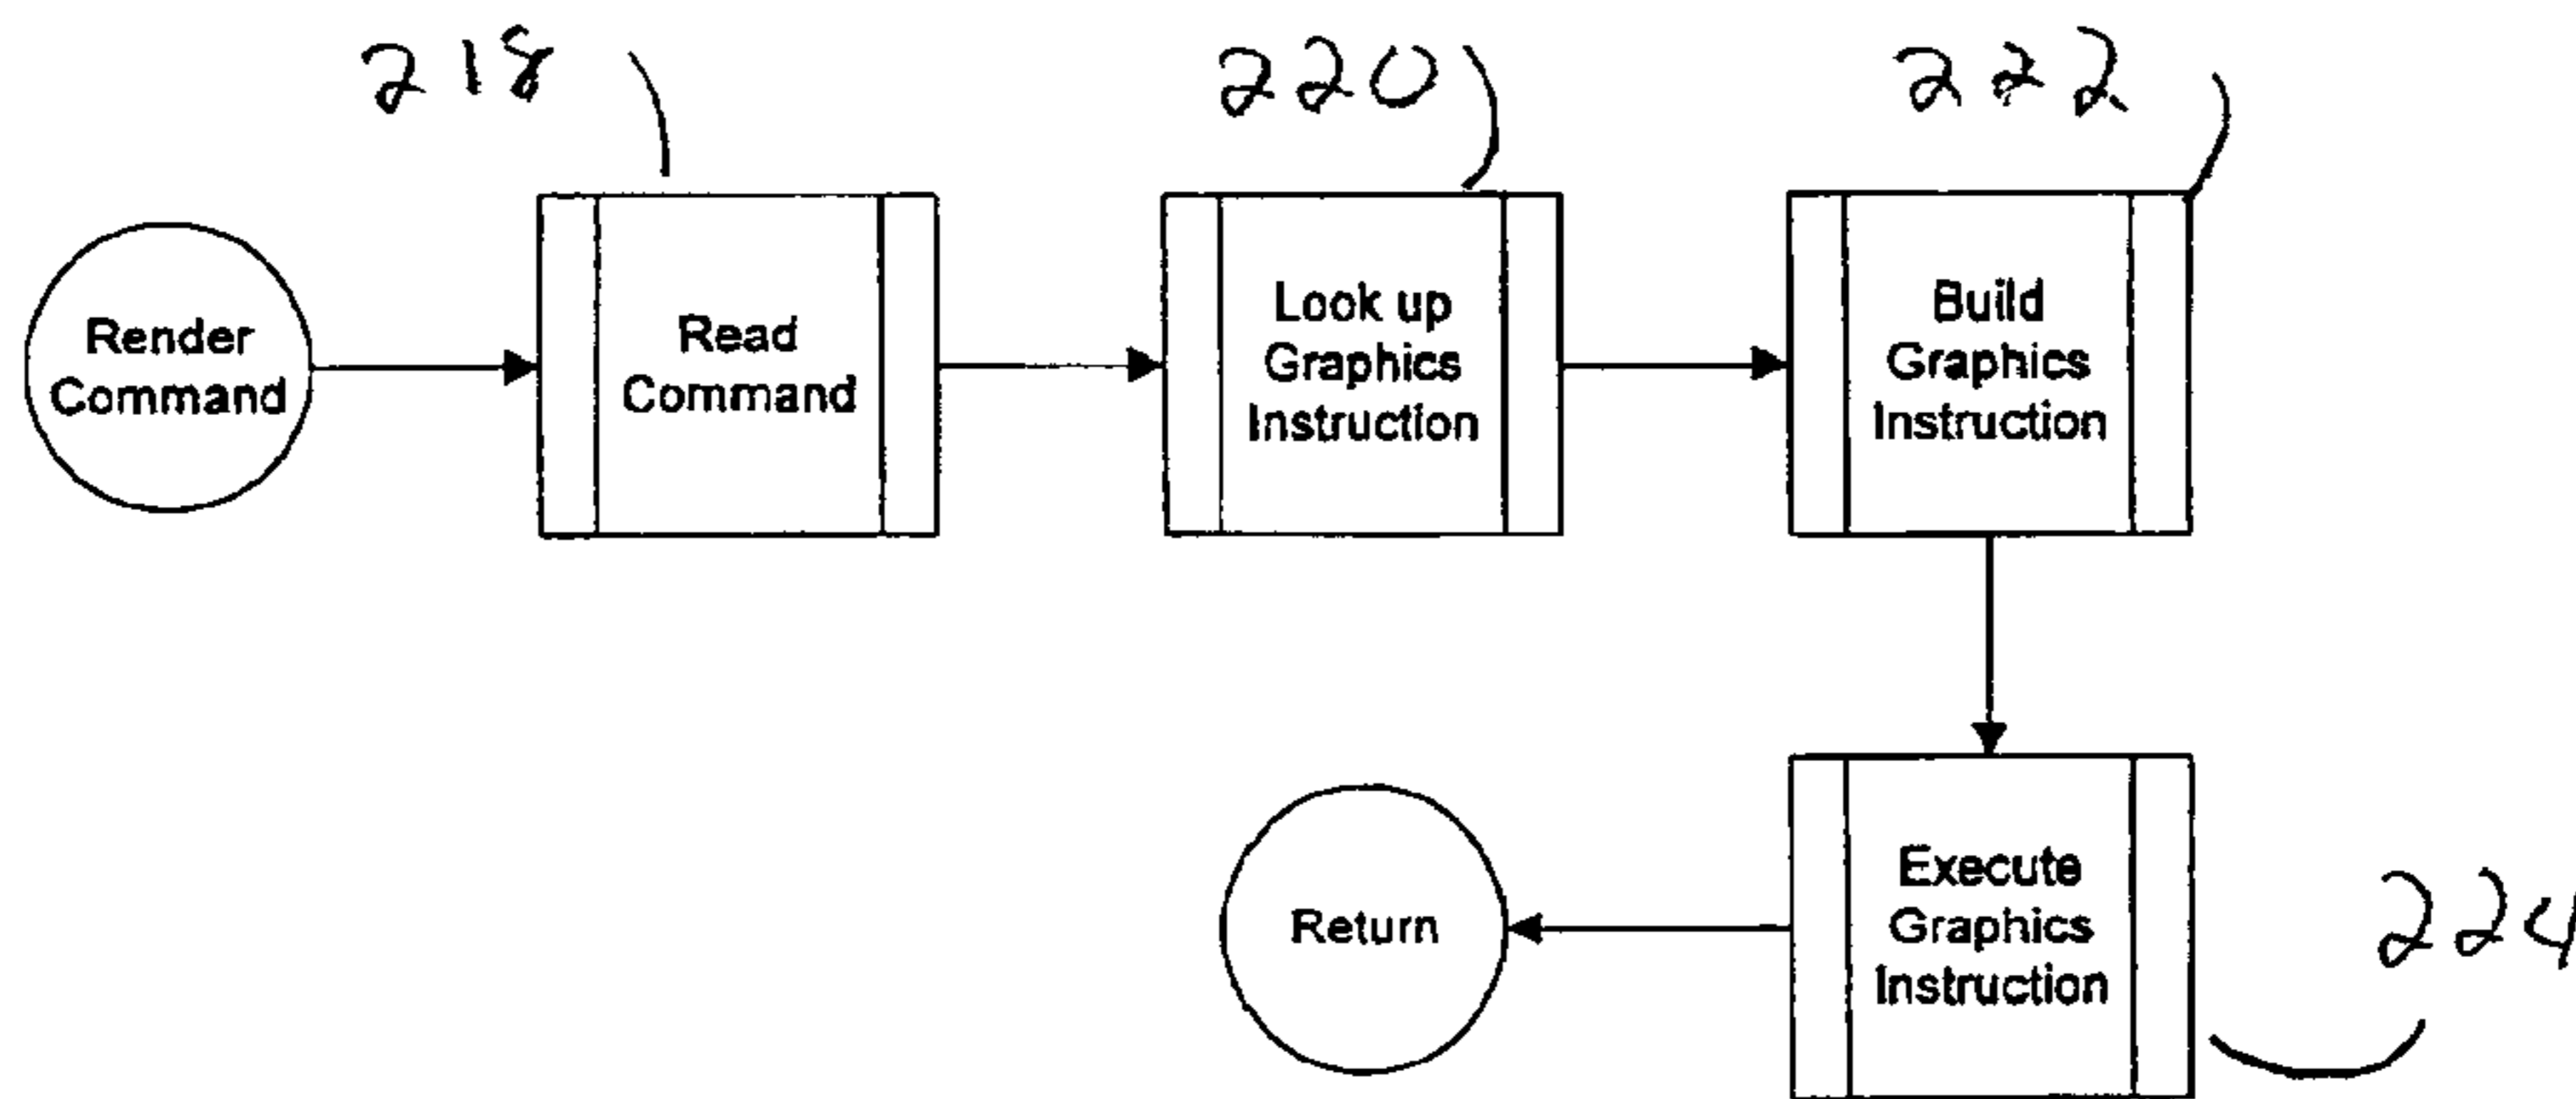 218
220
222
Render
Command
Read
Command
Look up
Graphics
Instruction
Build
Graphics
Instruction
Return
Execute
Graphics
Instruction
224